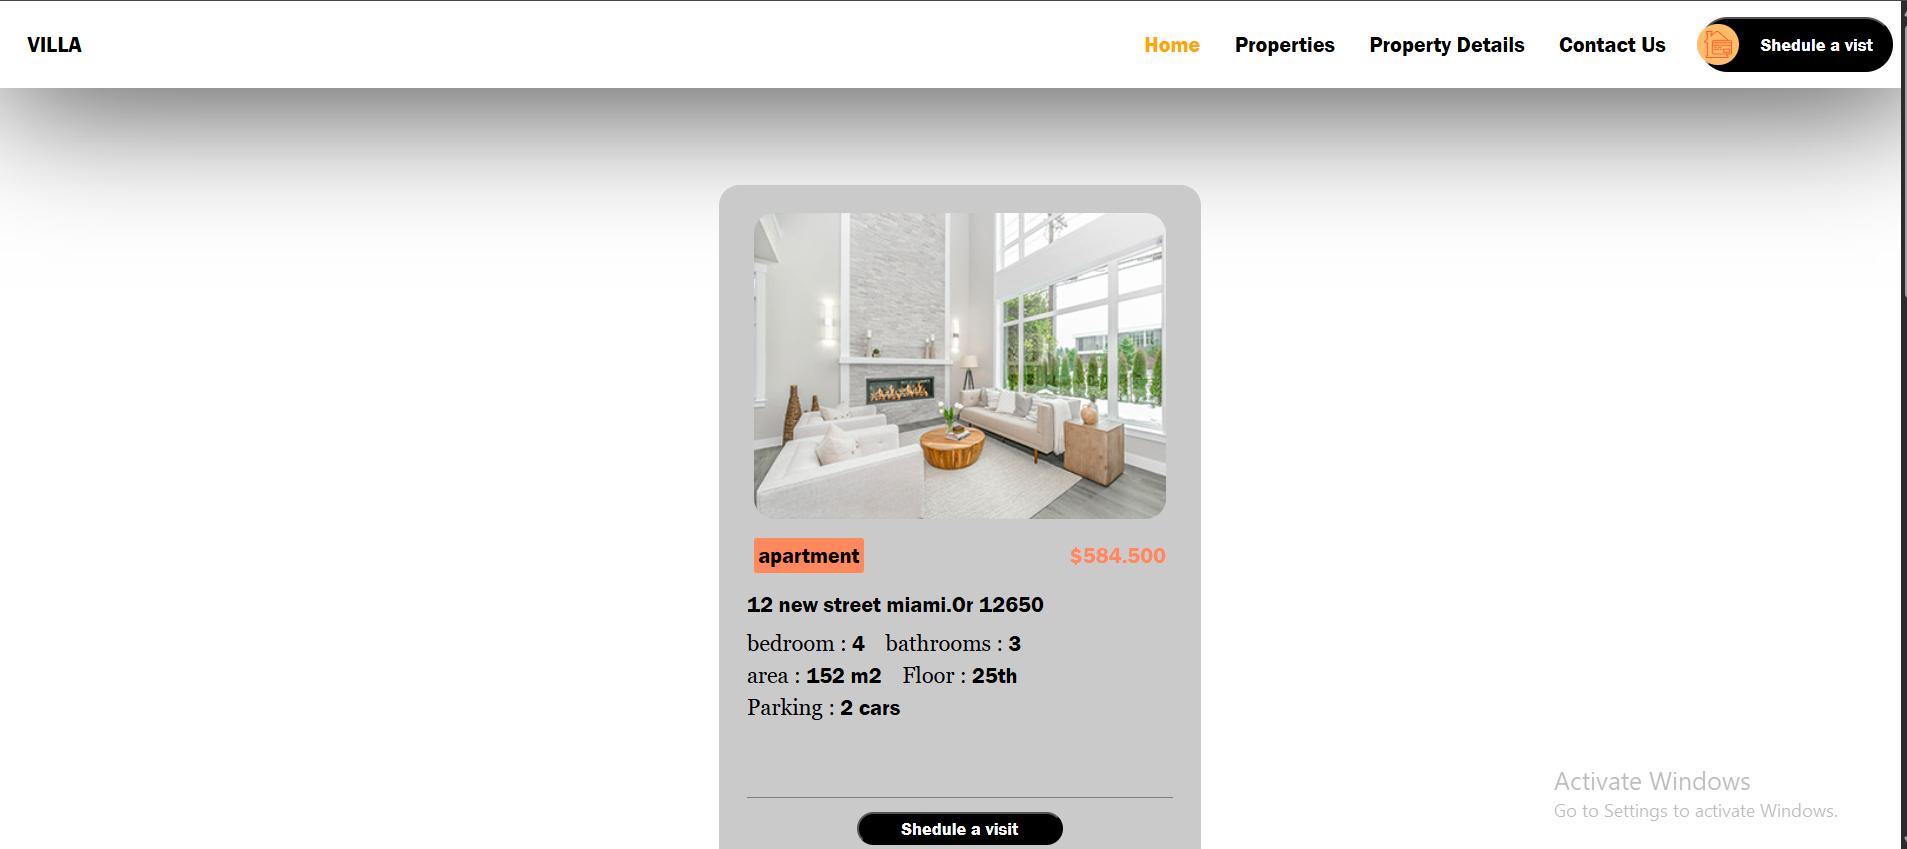 VILLA
Home Properties Property Details Contact Us Shedule a vist
apartment $584.500
12 new street miami.Or 12650
bedroom : 4 bathrooms : 3
area : 152 m2 Floor : 25th
Parking : 2 cars
Activate Windows
Go to Settings to activate Windows.
Shedule a visit